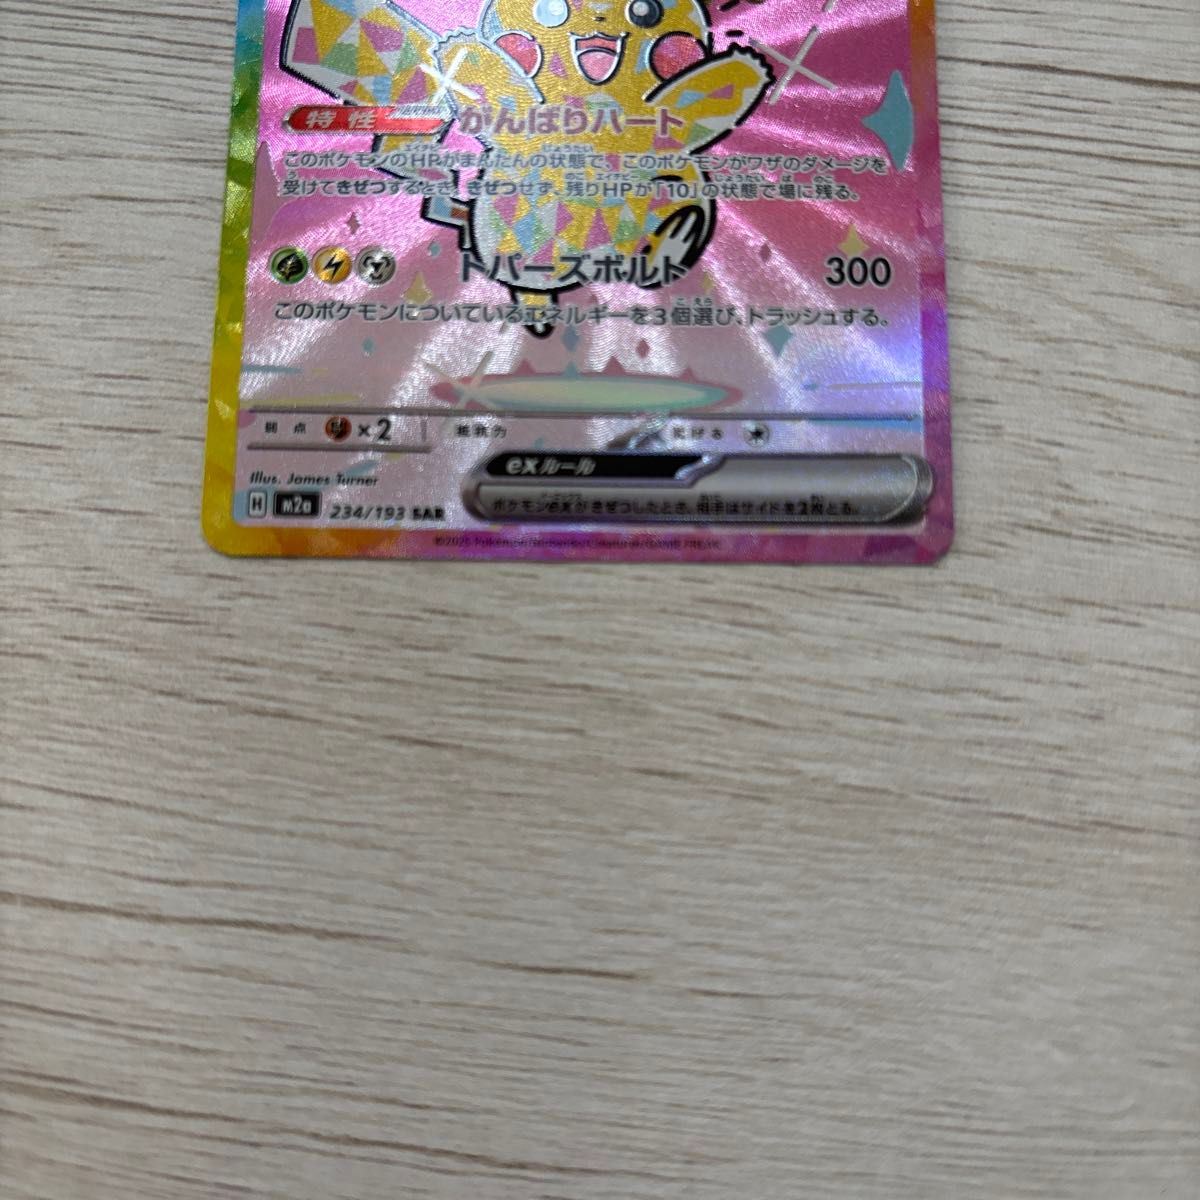 特性 がんばりハート
このポケモンのHPがまんたんの状態で、このポケモンがワザのダメージを
受けてきぜつするとき、きぜつせず、残りHPが「10」の状態で場に残る。
トパーズボルト 300
このポケモンについているエネルギーを3個選び、トラッシュする。
弱点 ×2 抵抗力 にげる
exルール
ポケモンexがきぜつしたとき、相手はサイドを2枚とる。
Illus. James Turner
H M2a 234/193 SAR
©2025 Pokémon/Nintendo/Creatures/GAME FREAK